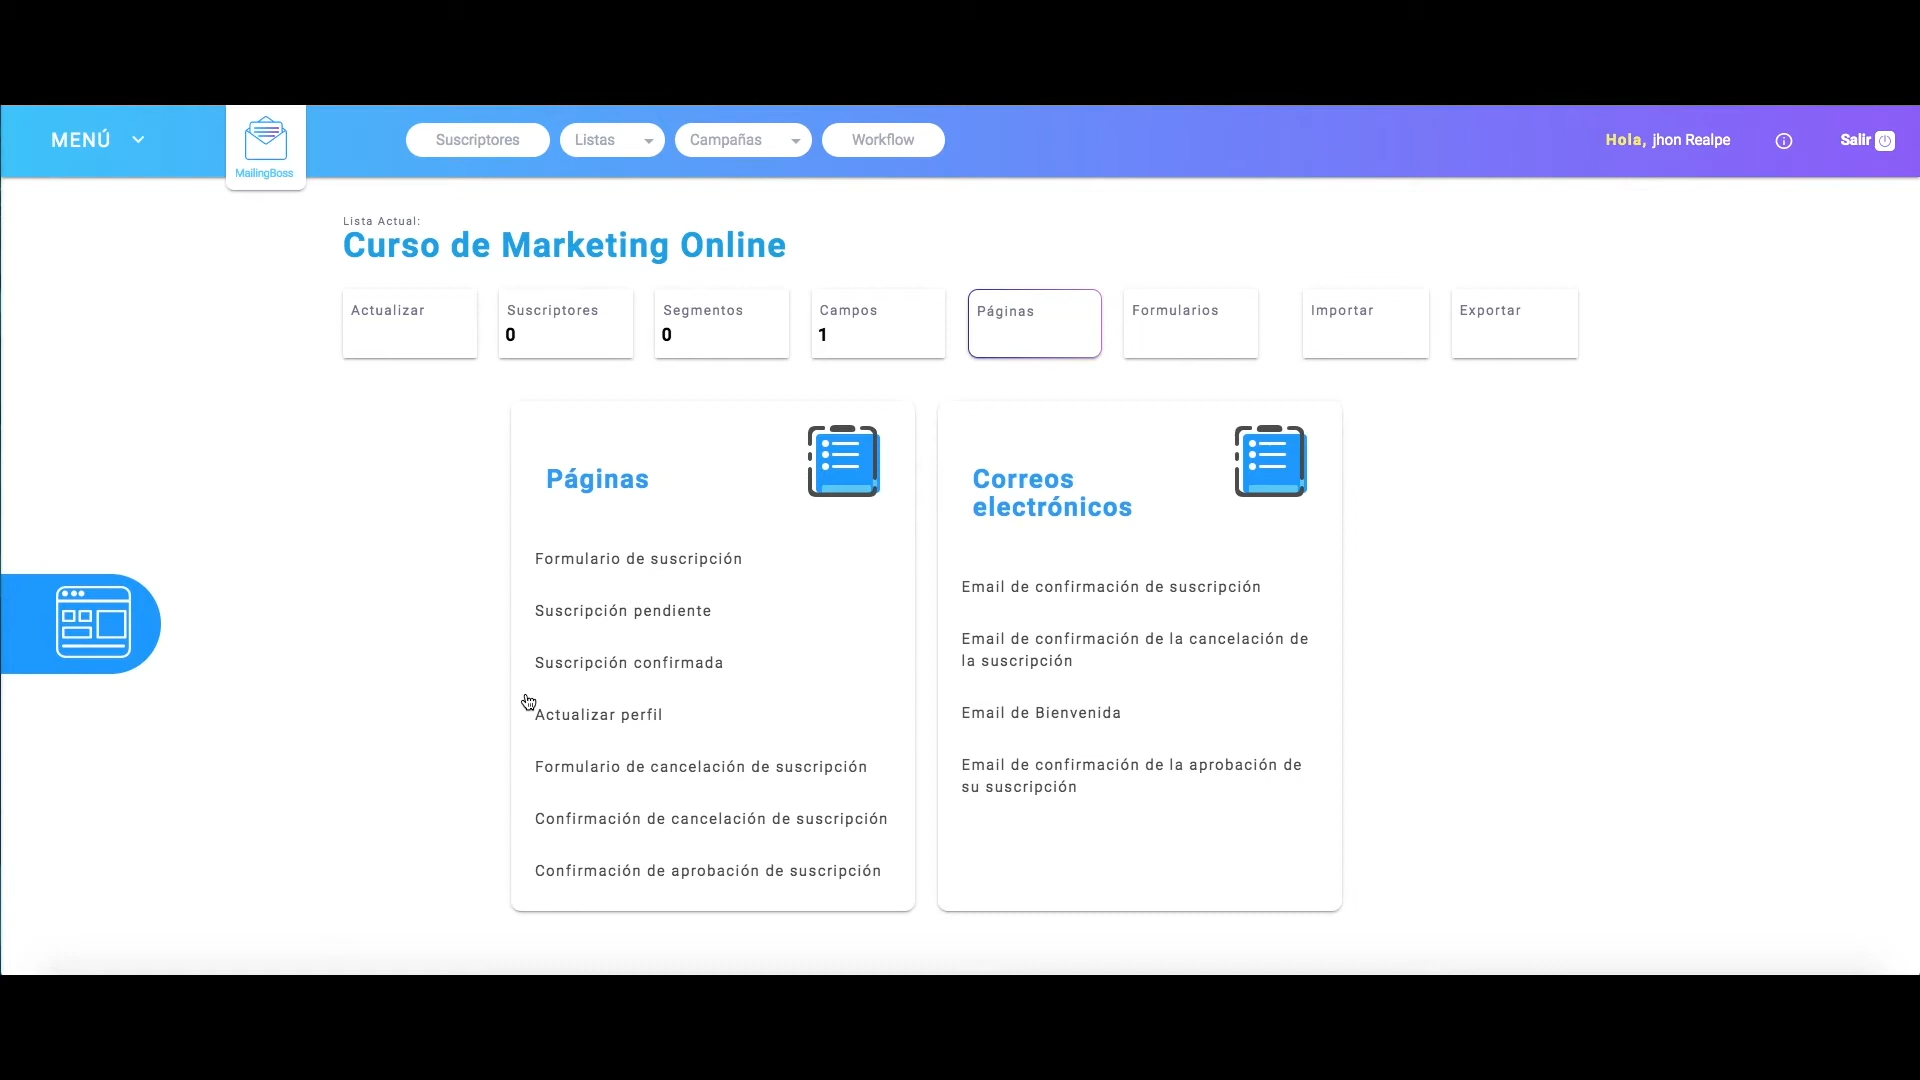 MENÚ
MailingBoss
Suscriptores
Listas
Campañas
Workflow
Hola, jhon Realpe
Salir
Lista Actual:
Curso de Marketing Online
Actualizar
Suscriptores
0
Segmentos
0
Campos
1
Páginas
Formularios
Importar
Exportar
Páginas
Formulario de suscripción
Suscripción pendiente
Suscripción confirmada
Actualizar perfil
Formulario de cancelación de suscripción
Confirmación de cancelación de suscripción
Confirmación de aprobación de suscripción
Correos
electrónicos
Email de confirmación de suscripción
Email de confirmación de la cancelación de
la suscripción
Email de Bienvenida
Email de confirmación de la aprobación de
su suscripción